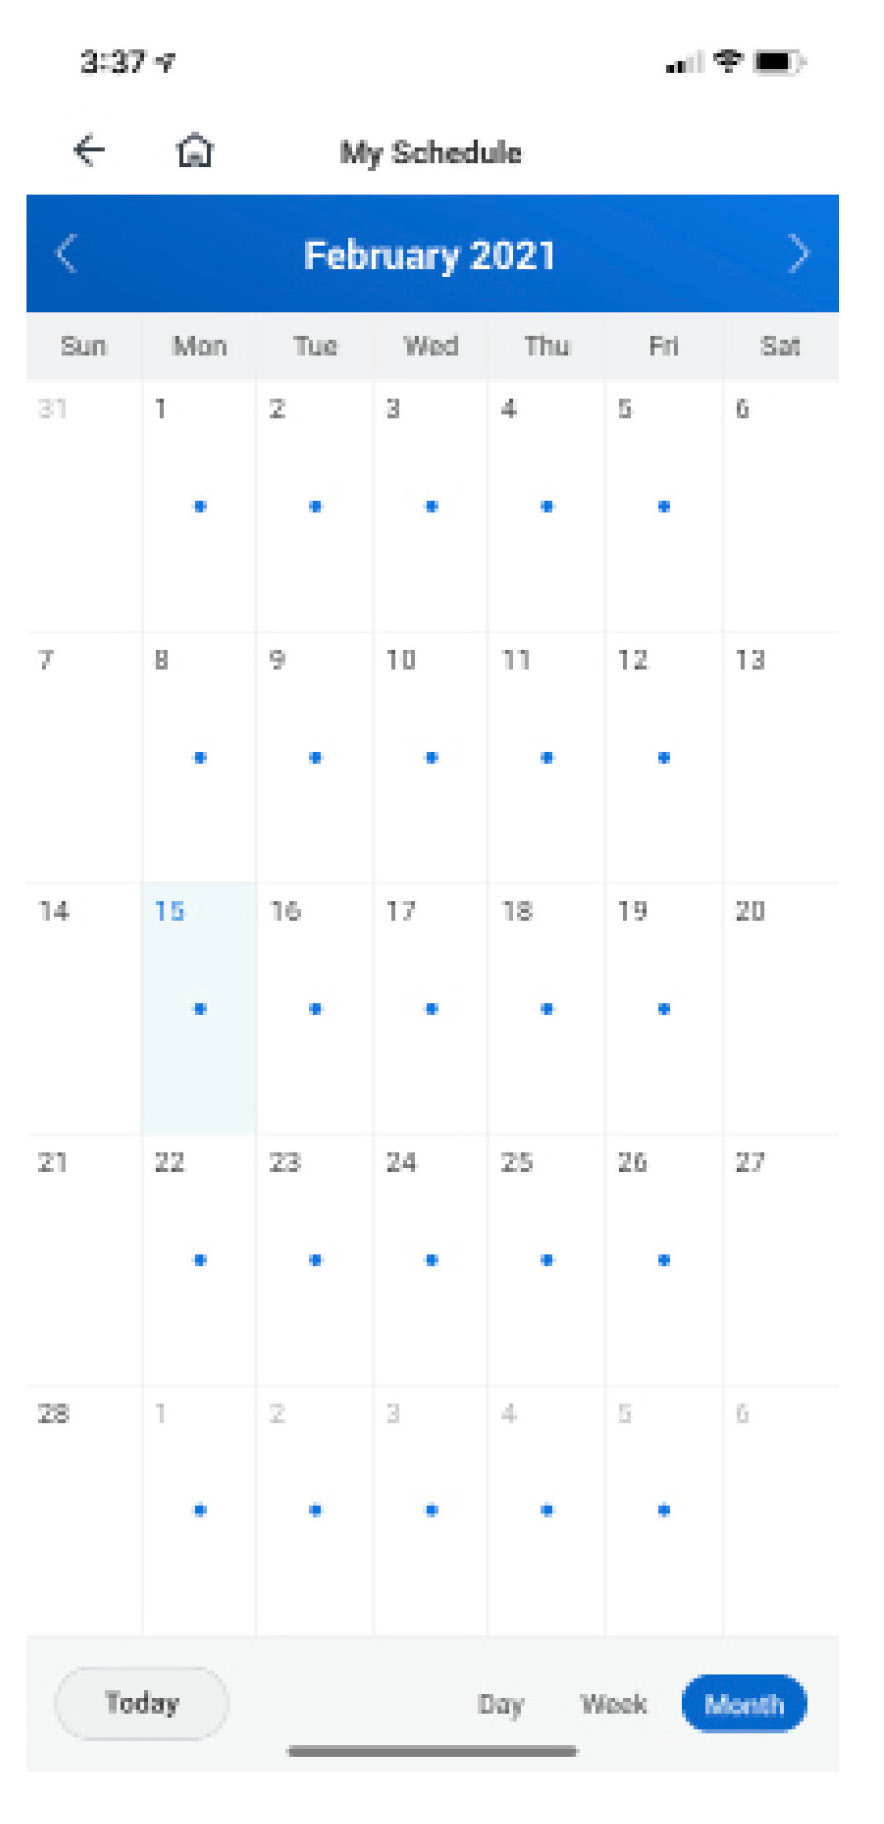 3:37
My Schedule
February 2021
Sun Mon Tue Wed Thu Fri Sat
31 1 2 3 4 5 6
7 8 9 10 11 12 13
14 15 16 17 18 19 20
21 22 23 24 25 26 27
28 1 2 3 4 5 6
Today Day Week Month